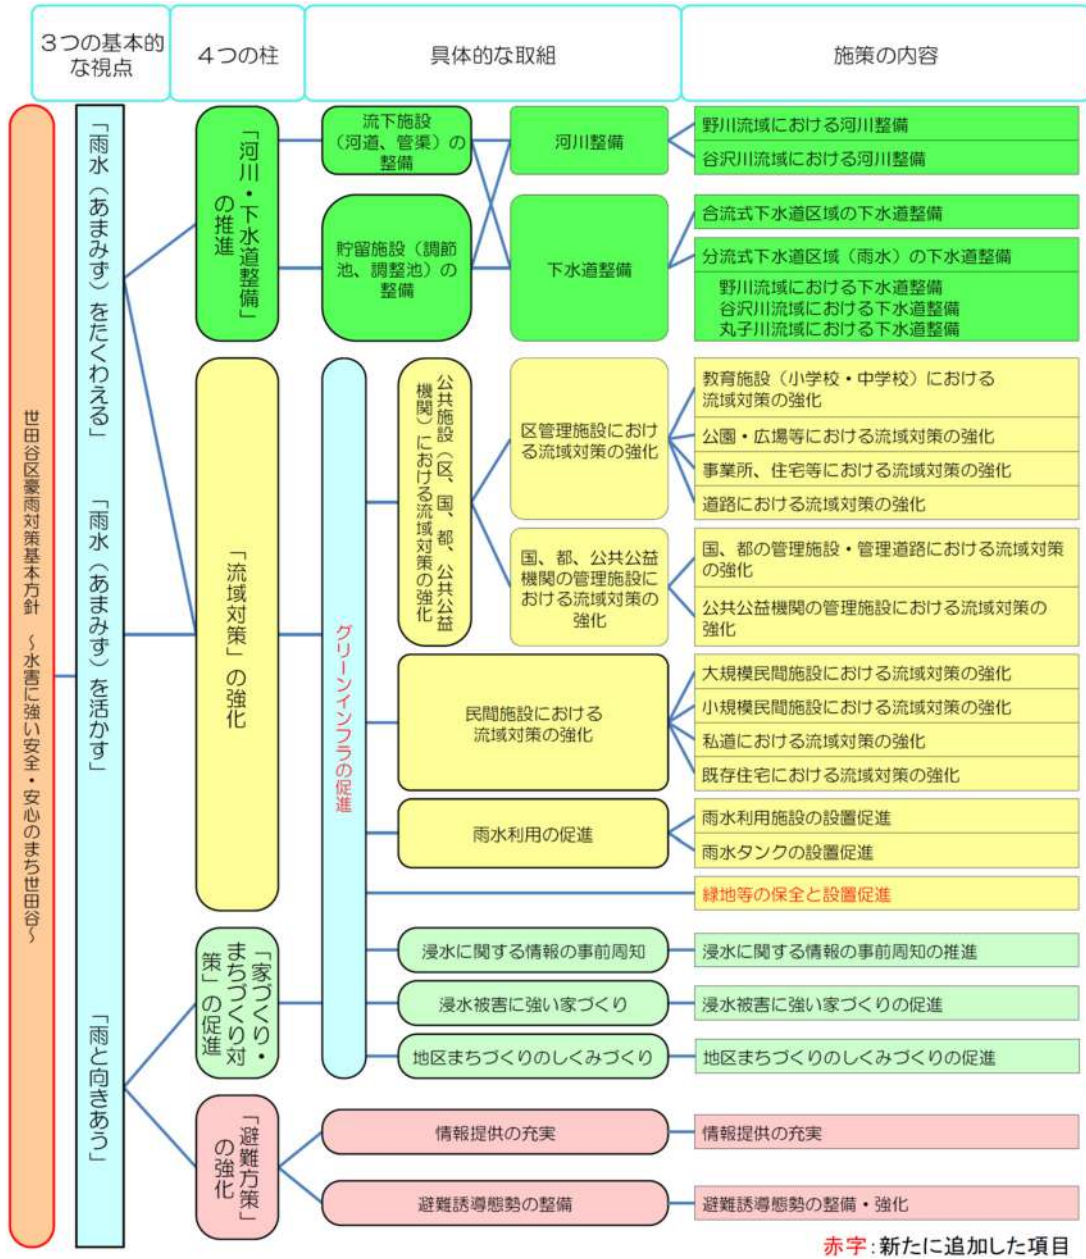 ３つの基本的
な視点
４つの柱
具体的な取組
施策の内容
世田谷区豪雨対策基本方針　～水害に強い安全・安心のまち世田谷～
「雨水（あまみず）をたくわえる」
「雨水（あまみず）を活かす」
「雨と向きあう」
「河川・下水道整備」
の推進
流下施設
（河道、管渠）の
整備
貯留施設（調節
池、調整池）の
整備
河川整備
下水道整備
野川流域における河川整備
谷沢川流域における河川整備
合流式下水道区域の下水道整備
分流式下水道区域（雨水）の下水道整備
野川流域における下水道整備
谷沢川流域における下水道整備
丸子川流域における下水道整備
「流域対策」の強化
グリーンインフラの促進
公共施設（区、国、都、公共公益
機関）における流域対策の強化
区管理施設におけ
る流域対策の強化
教育施設（小学校・中学校）における
流域対策の強化
公園・広場等における流域対策の強化
事業所、住宅等における流域対策の強化
道路における流域対策の強化
国、都、公共公益
機関の管理施設に
おける流域対策の
強化
国、都の管理施設・管理道路における流域対策
の強化
公共公益機関の管理施設における流域対策の
強化
民間施設における
流域対策の強化
大規模民間施設における流域対策の強化
小規模民間施設における流域対策の強化
私道における流域対策の強化
既存住宅における流域対策の強化
雨水利用の促進
雨水利用施設の設置促進
雨水タンクの設置促進
緑地等の保全と設置促進
「家づくり・
まちづくり対
策」の促進
浸水に関する情報の事前周知
浸水に関する情報の事前周知の推進
浸水被害に強い家づくり
浸水被害に強い家づくりの促進
地区まちづくりのしくみづくり
地区まちづくりのしくみづくりの促進
「避難方策」
の強化
情報提供の充実
情報提供の充実
避難誘導態勢の整備
避難誘導態勢の整備・強化
赤字：新たに追加した項目